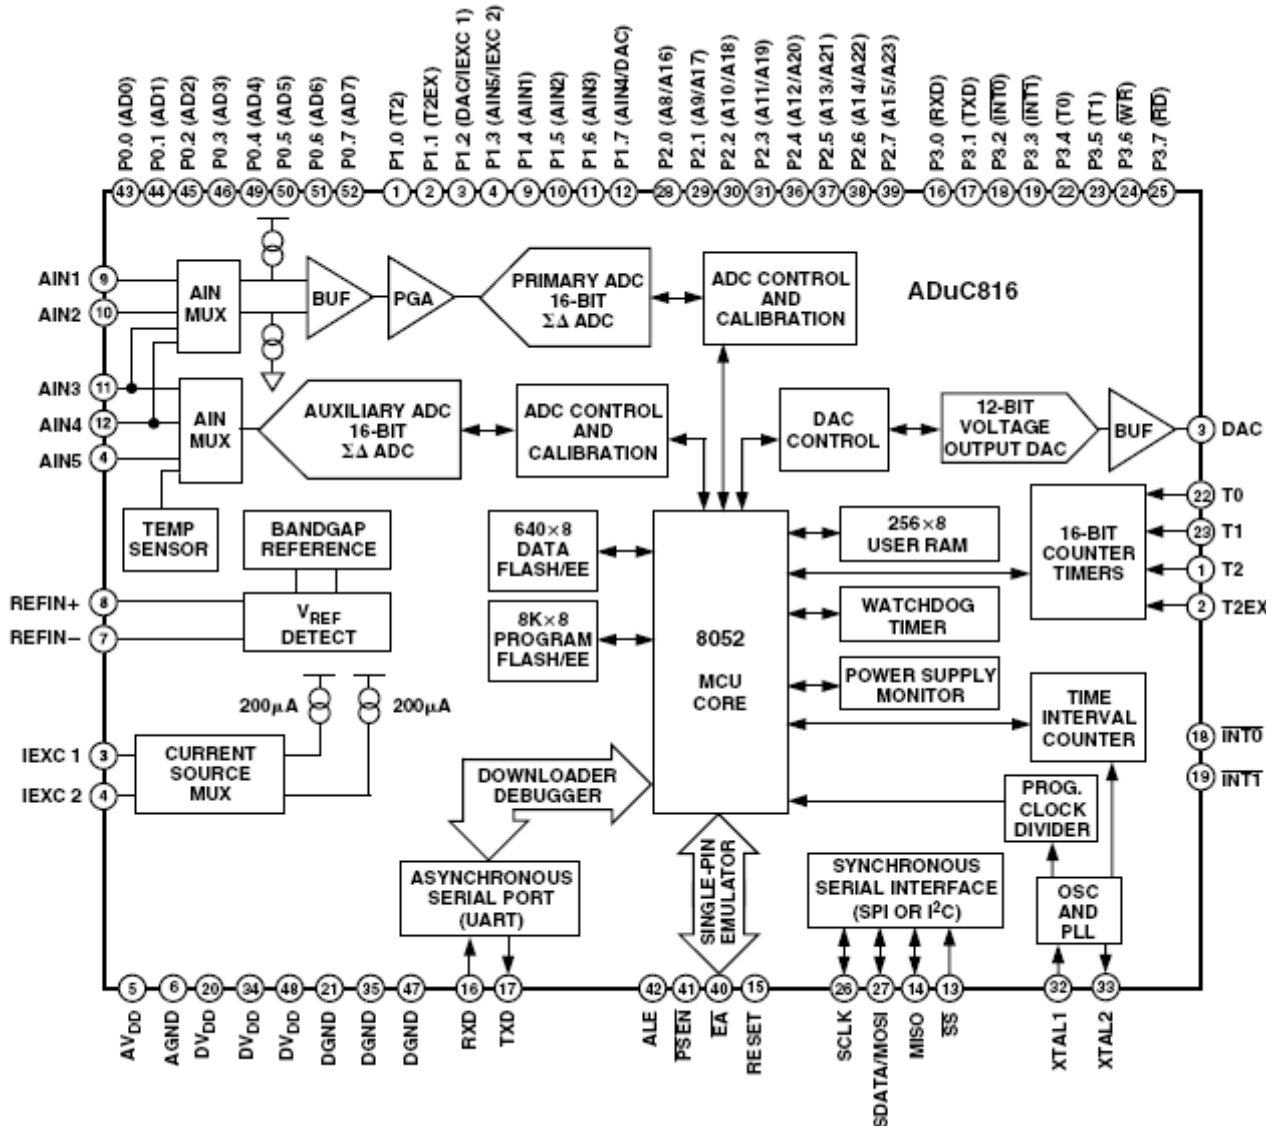 P0.0 (AD0)
P0.1 (AD1)
P0.2 (AD2)
P0.3 (AD3)
P0.4 (AD4)
P0.5 (AD5)
P0.6 (AD6)
P0.7 (AD7)
P1.0 (T2)
P1.1 (T2EX)
P1.2 (DAC/IEXC 1)
P1.3 (AIN5/IEXC 2)
P1.4 (AIN1)
P1.5 (AIN2)
P1.6 (AIN3)
P1.7 (AIN4/DAC)
P2.0 (A8/A16)
P2.1 (A9/A17)
P2.2 (A10/A18)
P2.3 (A11/A19)
P2.4 (A12/A20)
P2.5 (A13/A21)
P2.6 (A14/A22)
P2.7 (A15/A23)
P3.0 (RXD)
P3.1 (TXD)
P3.2 (INT0)
P3.3 (INT1)
P3.4 (T0)
P3.5 (T1)
P3.6 (WR)
P3.7 (RD)
43 44 45 46 49 50 51 52 1 2 3 4 9 10 11 12 28 29 30 31 36 37 38 39 16 17 18 19 22 23 24 25
ADuC816
AIN1 9
AIN2 10
AIN3 11
AIN4 12
AIN5 4
AIN
MUX
BUF
PGA
PRIMARY ADC
16-BIT
ΣΔ ADC
ADC CONTROL
AND
CALIBRATION
AIN
MUX
AUXILIARY ADC
16-BIT
ΣΔ ADC
ADC CONTROL
AND
CALIBRATION
DAC
CONTROL
12-BIT
VOLTAGE
OUTPUT DAC
BUF
3 DAC
TEMP
SENSOR
BANDGAP
REFERENCE
REFIN+ 8
REFIN− 7
VREF
DETECT
640×8
DATA
FLASH/EE
8K×8
PROGRAM
FLASH/EE
8052
MCU
CORE
256×8
USER RAM
WATCHDOG
TIMER
POWER SUPPLY
MONITOR
16-BIT
COUNTER
TIMERS
22 T0
23 T1
1 T2
2 T2EX
TIME
INTERVAL
COUNTER
18 INT0
19 INT1
200μA
200μA
IEXC 1 3
IEXC 2 4
CURRENT
SOURCE
MUX
DOWNLOADER
DEBUGGER
ASYNCHRONOUS
SERIAL PORT
(UART)
SINGLE-PIN
EMULATOR
SYNCHRONOUS
SERIAL INTERFACE
(SPI OR I²C)
PROG.
CLOCK
DIVIDER
OSC
AND
PLL
5 6 20 34 48 21 35 47 16 17 42 41 40 15 26 27 14 13 32 33
AVDD
AGND
DVDD
DVDD
DVDD
DGND
DGND
DGND
RXD
TXD
ALE
PSEN
EA
RESET
SCLK
SDATA/MOSI
MISO
SS
XTAL1
XTAL2